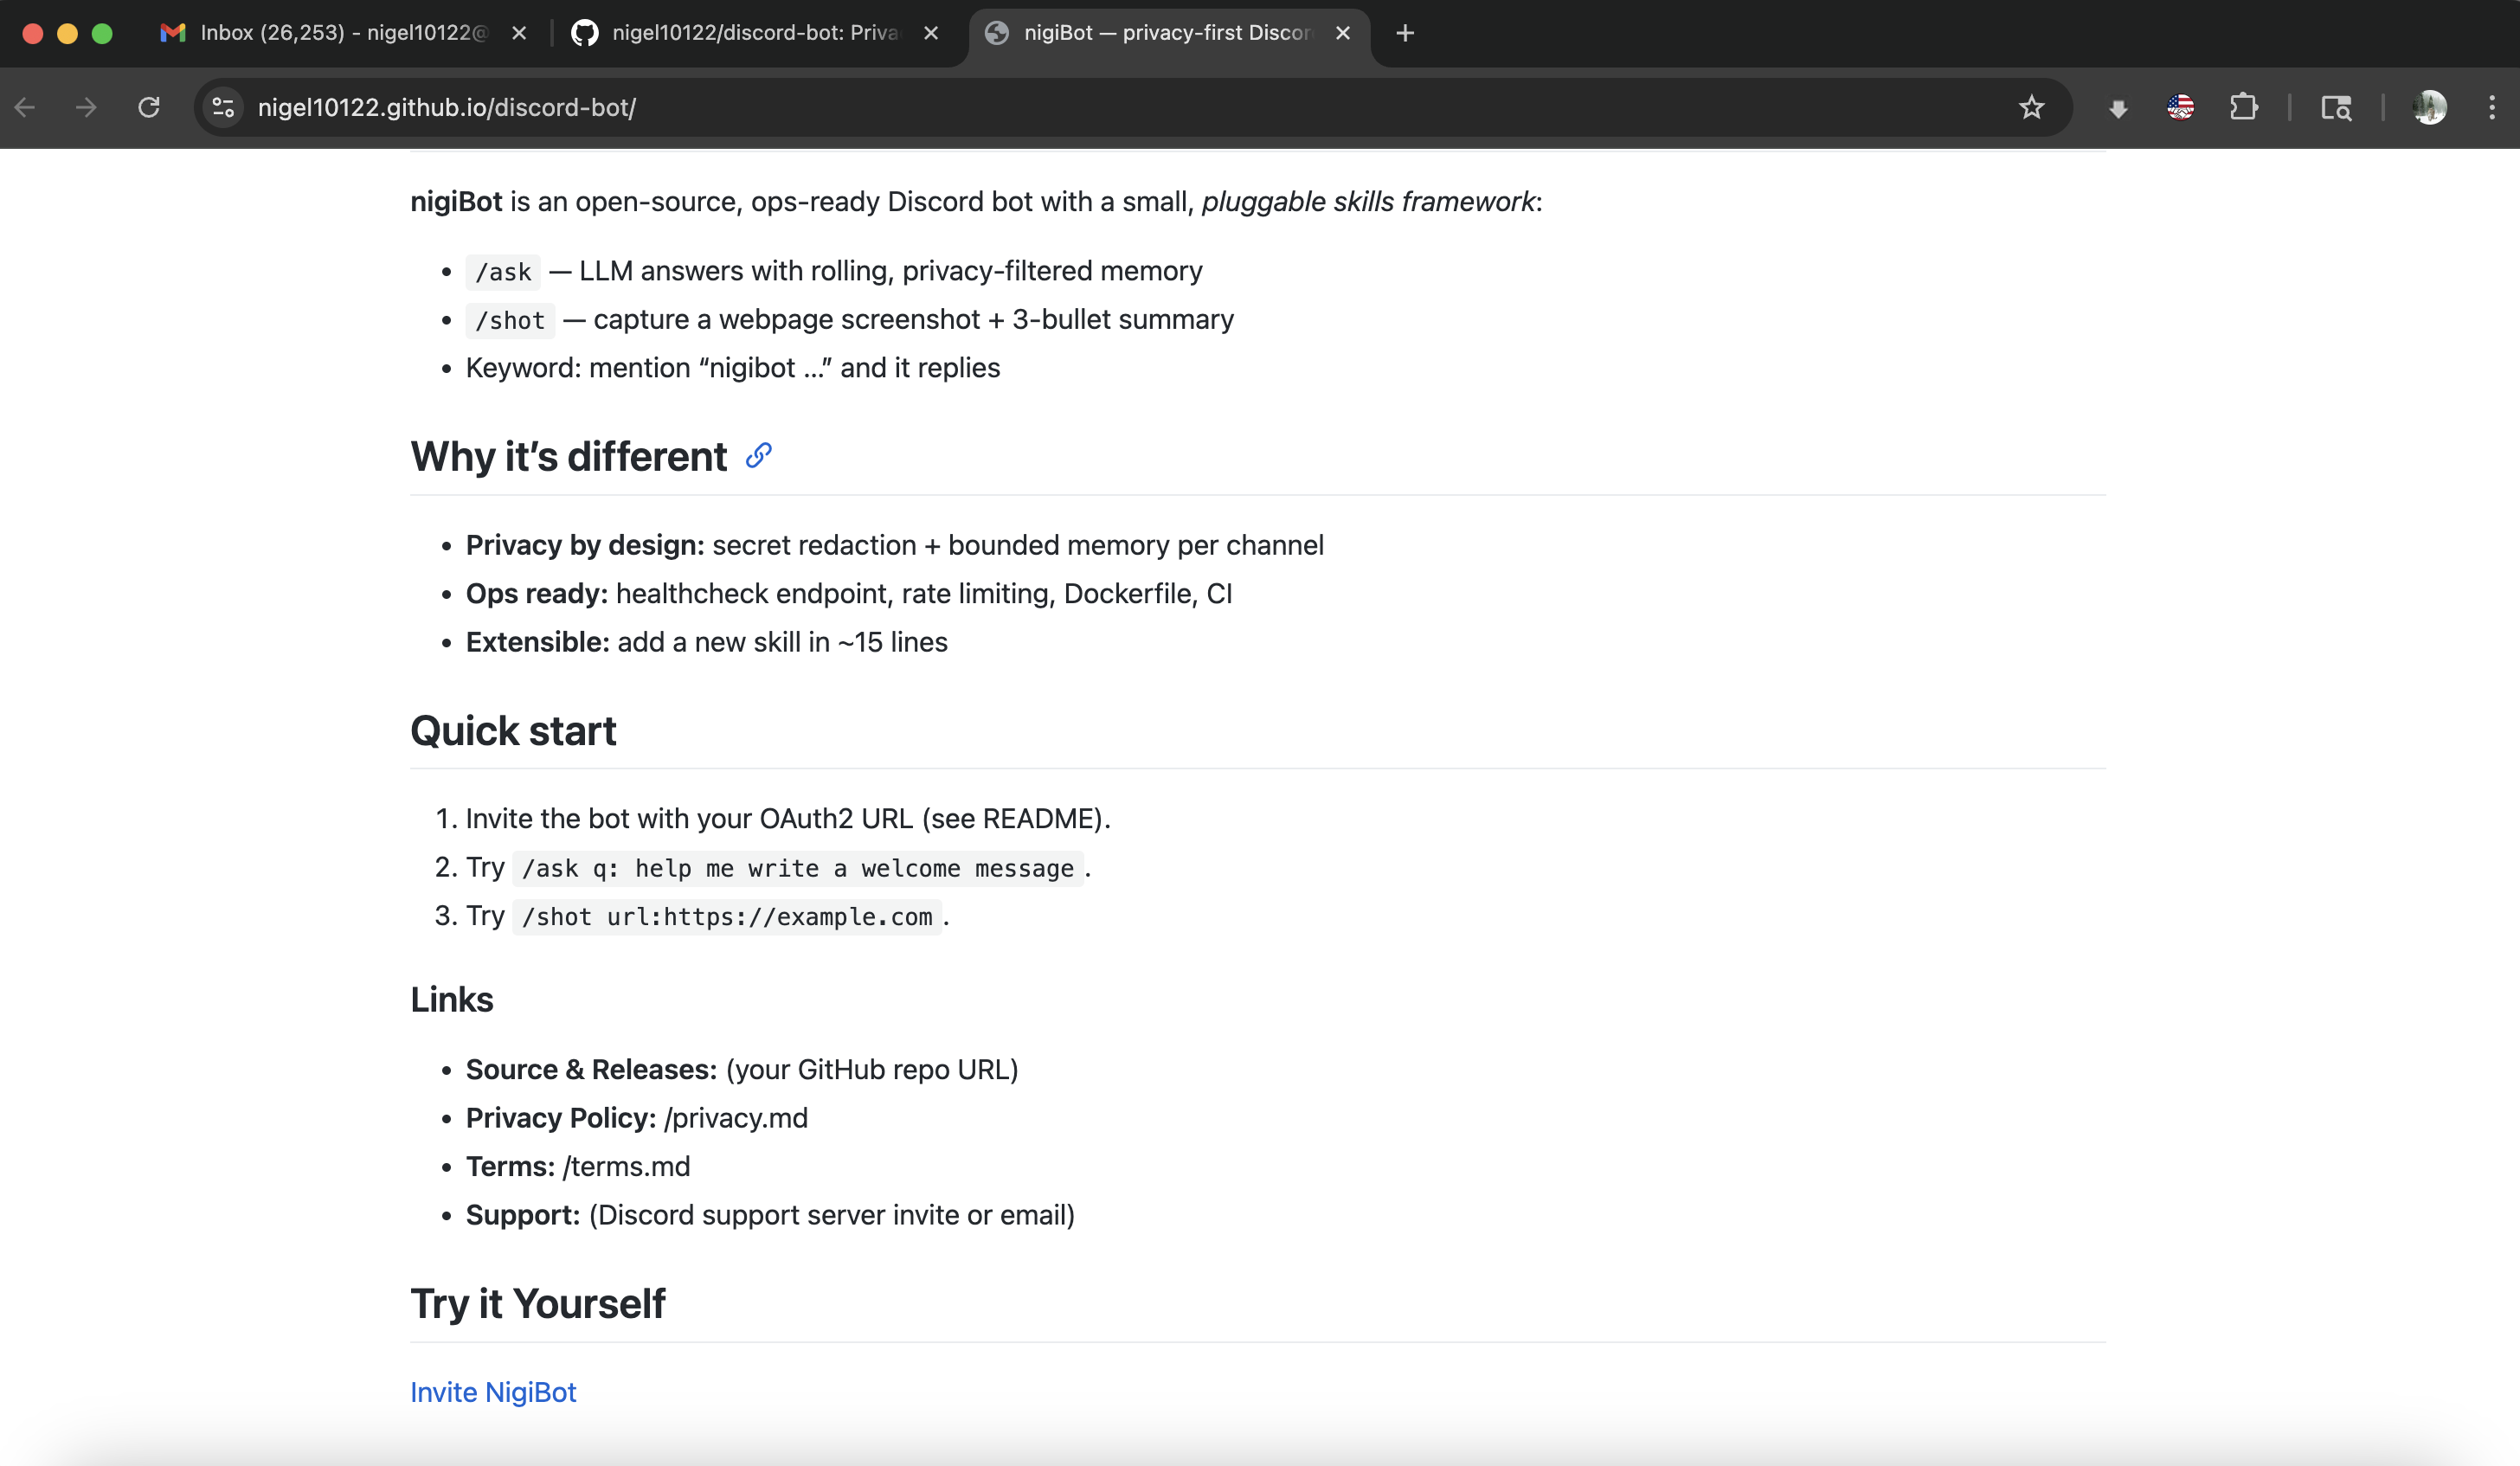 Inbox (26,253) - nigel10122@
nigel10122/discord-bot: Priva
nigiBot — privacy-first Discor
nigel10122.github.io/discord-bot/
nigiBot is an open-source, ops-ready Discord bot with a small, pluggable skills framework:
• /ask — LLM answers with rolling, privacy-filtered memory
• /shot — capture a webpage screenshot + 3-bullet summary
• Keyword: mention “nigibot …” and it replies
Why it’s different
• Privacy by design: secret redaction + bounded memory per channel
• Ops ready: healthcheck endpoint, rate limiting, Dockerfile, CI
• Extensible: add a new skill in ~15 lines
Quick start
1. Invite the bot with your OAuth2 URL (see README).
2. Try /ask q: help me write a welcome message .
3. Try /shot url:https://example.com .
Links
• Source & Releases: (your GitHub repo URL)
• Privacy Policy: /privacy.md
• Terms: /terms.md
• Support: (Discord support server invite or email)
Try it Yourself
Invite NigiBot